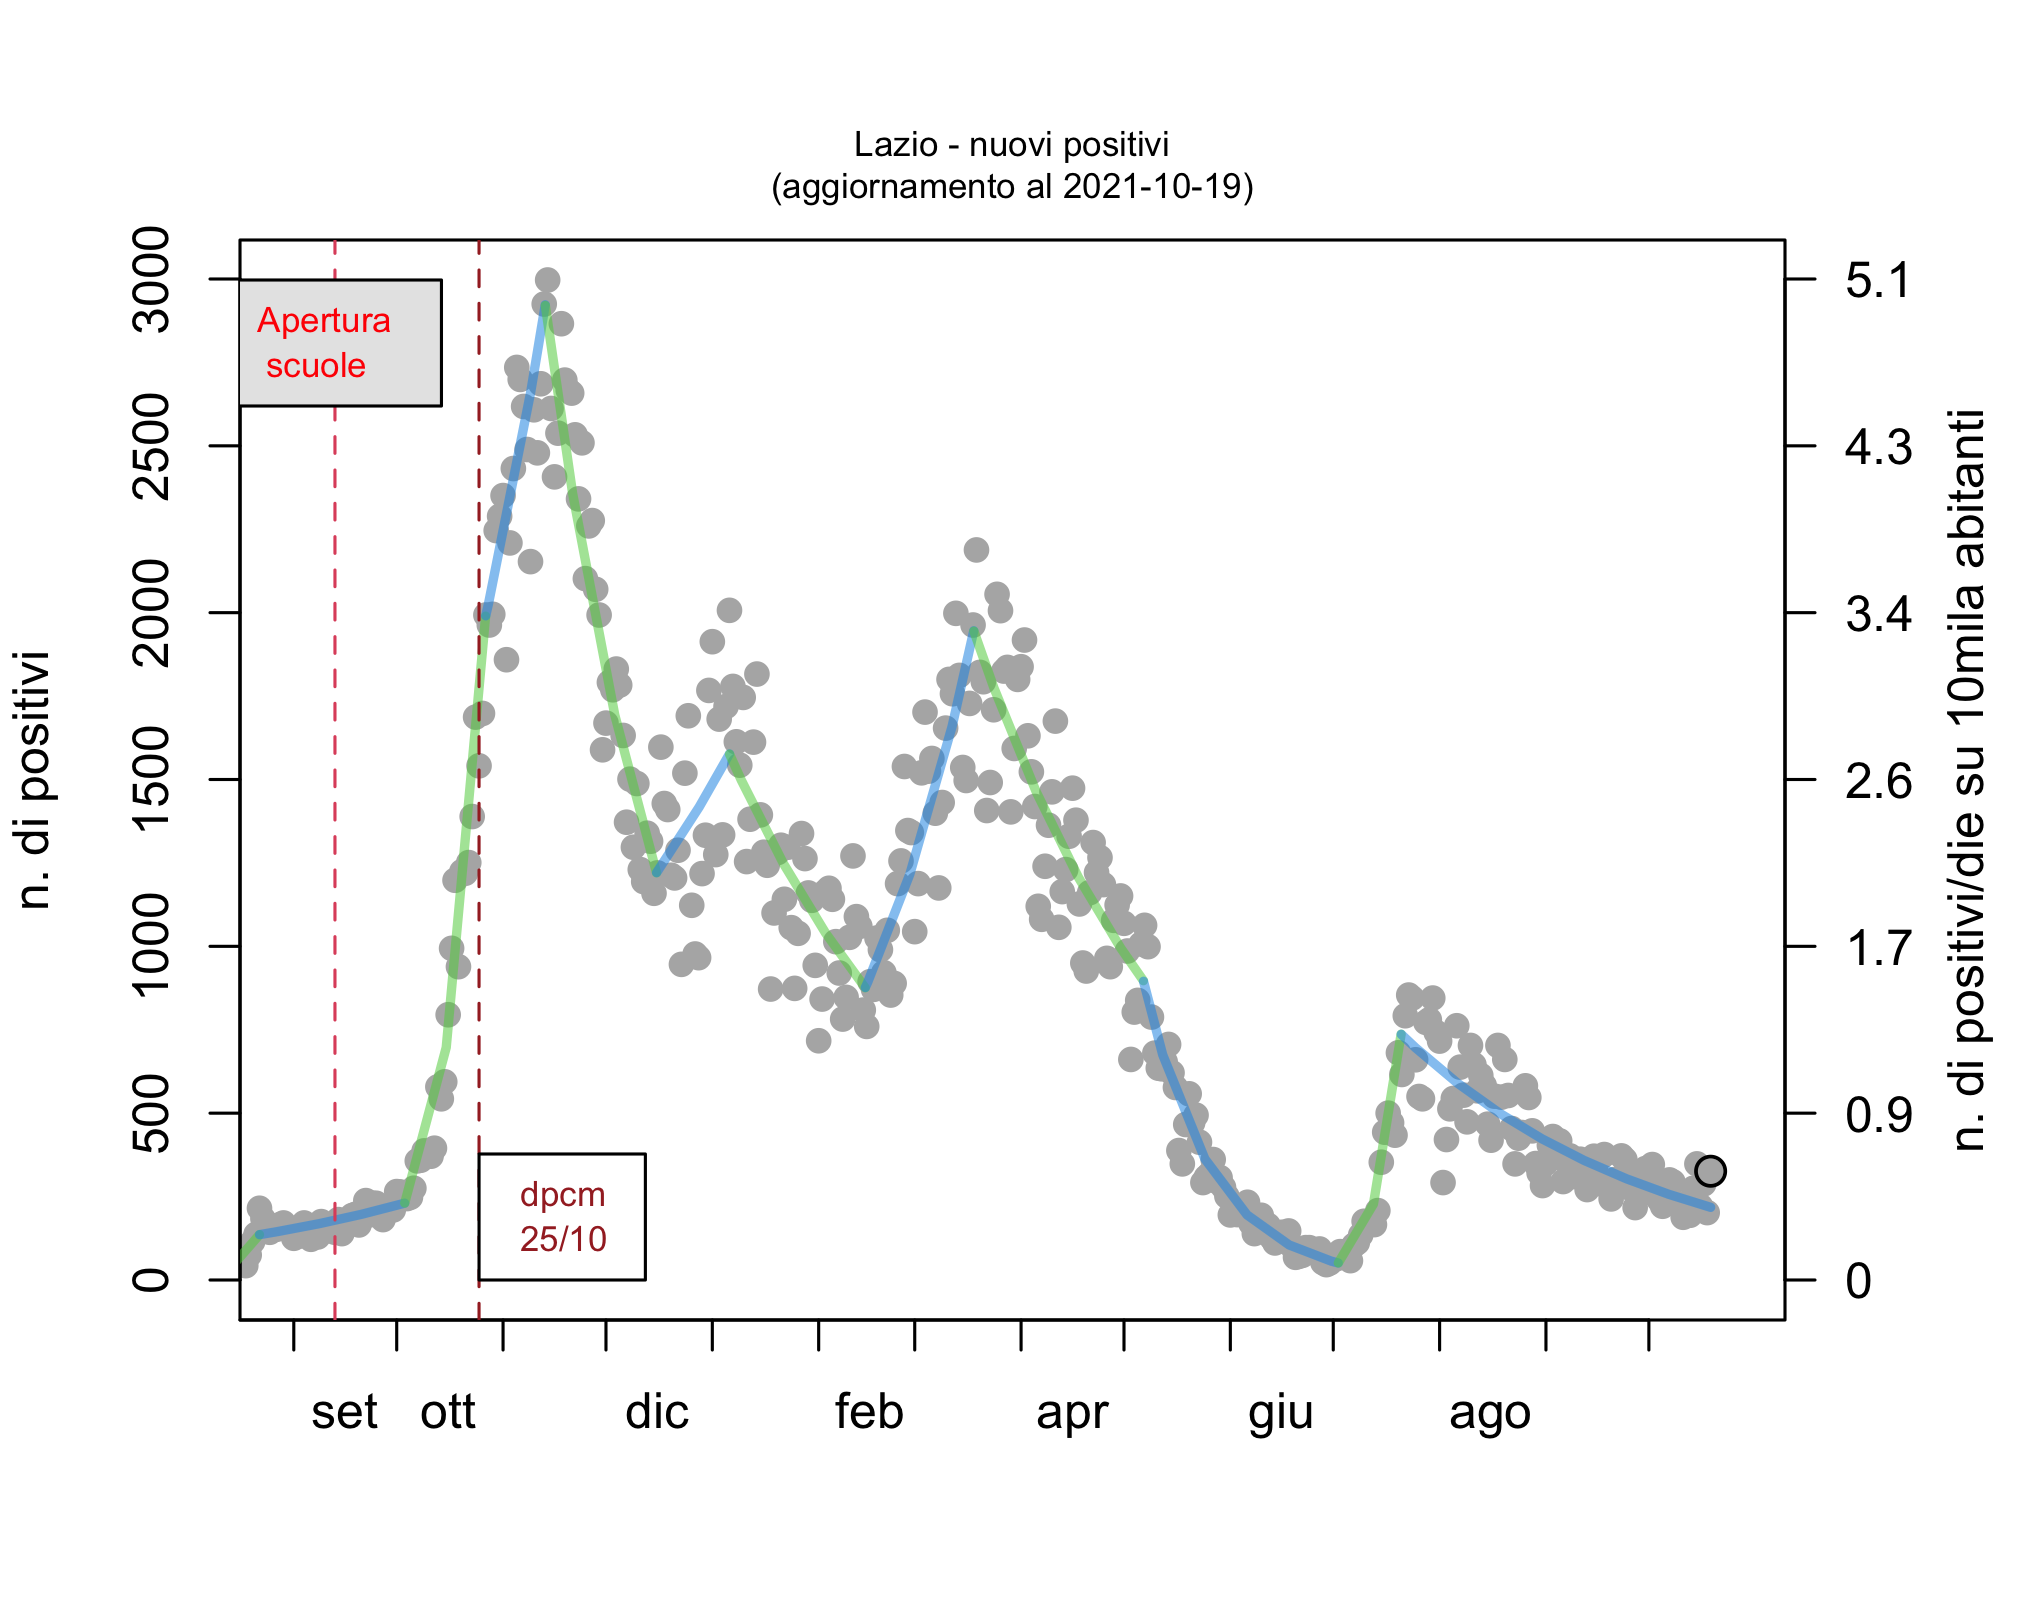 Lazio - nuovi positivi
(aggiornamento al 2021-10-19)
n. di positivi
3000
2500
2000
1500
1000
500
0
Apertura
scuole
dpcm
25/10
5.1
4.3
3.4
2.6
1.7
0.9
0
n. di positivi/die su 10mila abitanti
set ott dic feb apr giu ago